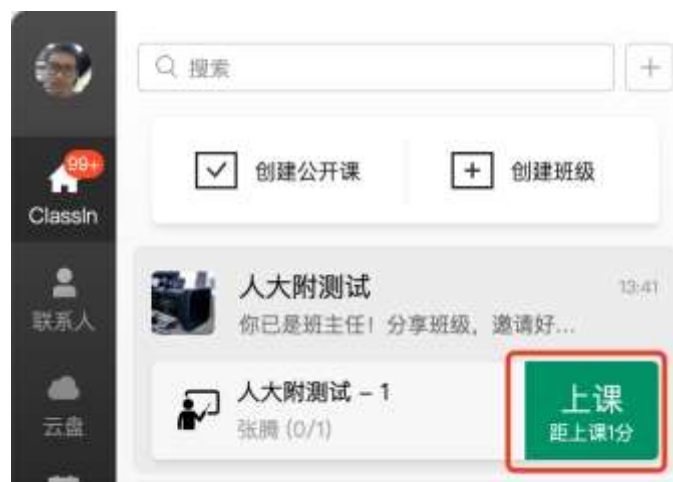 搜索
+
99+
ClassIn
创建公开课
创建班级
联系人
人大附测试
13:41
你已是班主任！分享班级，邀请好...
云盘
人大附测试 – 1
张腾 (0/1)
上课
距上课1分